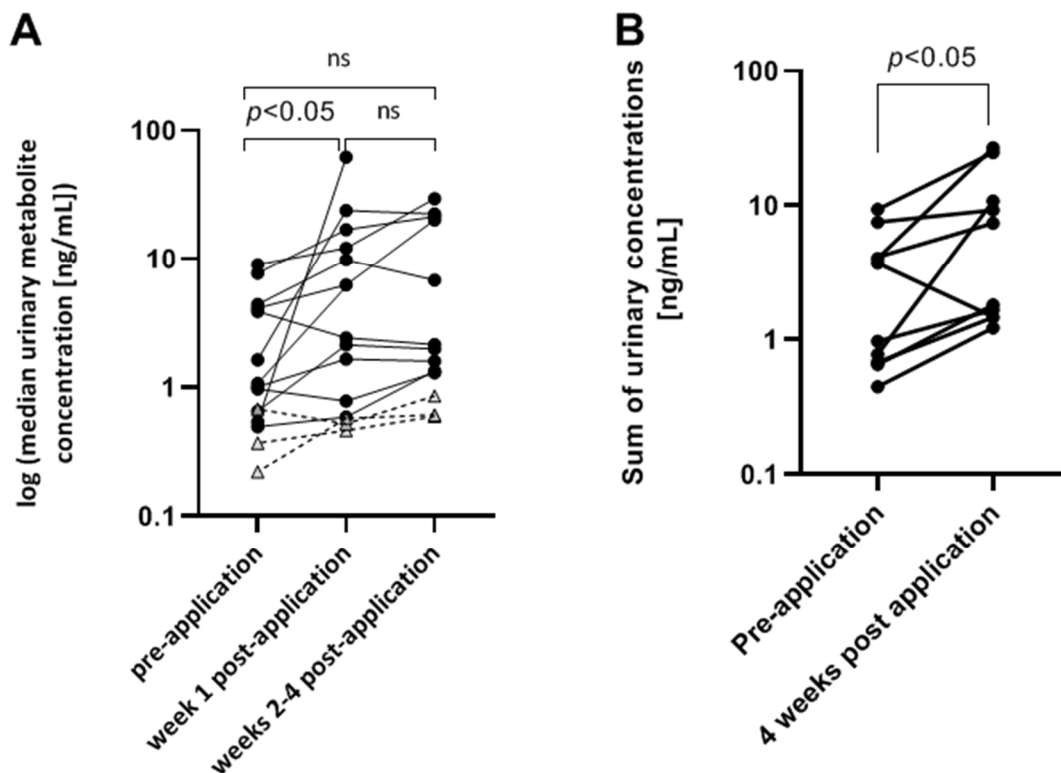 A
ns
p<0.05
ns
log (median urinary metabolite
concentration [ng/mL])
100
10
1
0.1
pre-application
week 1 post-application
weeks 2-4 post-application
B
p<0.05
Sum of urinary concentrations
[ng/mL]
100
10
1
0.1
Pre-application
4 weeks post application